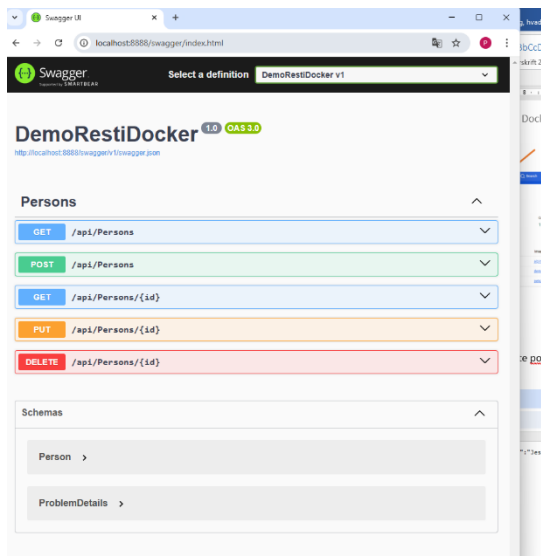 Swagger UI
localhost:8888/swagger/index.html
P
Swagger
Supported by SMARTBEAR
Select a definition
DemoRestiDocker v1
DemoRestiDocker 1.0 OAS 3.0
http://localhost:8888/swagger/v1/swagger.json
Persons
GET /api/Persons
POST /api/Persons
GET /api/Persons/{id}
PUT /api/Persons/{id}
DELETE /api/Persons/{id}
Schemas
Person
ProblemDetails